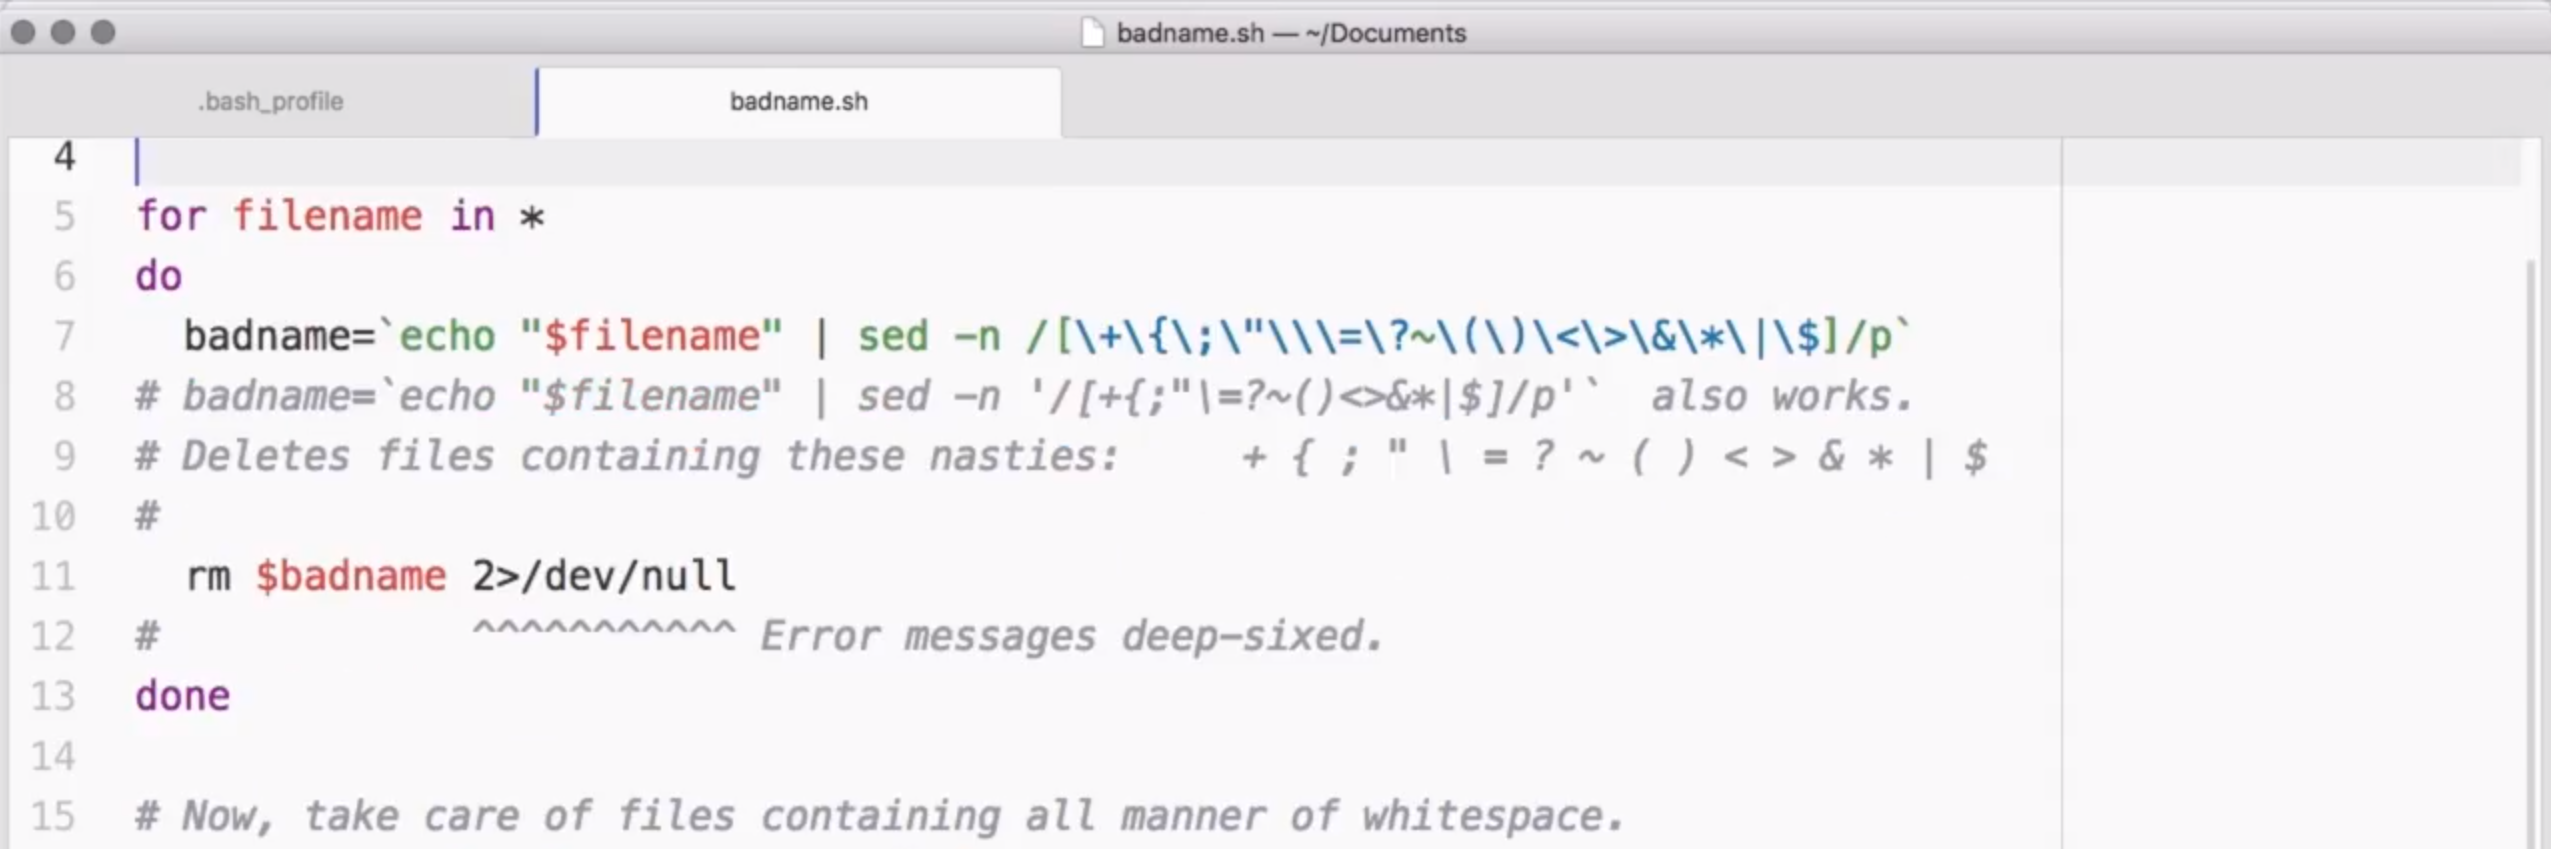 badname.sh — ~/Documents
.bash_profile badname.sh
4
5 for filename in *
6 do
7   badname=`echo "$filename" | sed -n /[\+\{\;\"\\\=\?~\(\)\<\>\&\*\|\$]/p`
8 # badname=`echo "$filename" | sed -n '/[+{;"\=?~()<>&*|$]/p'`  also works.
9 # Deletes files containing these nasties:     + { ; " \ = ? ~ ( ) < > & * | $
10 #
11   rm $badname 2>/dev/null
12 #             ^^^^^^^^^^^ Error messages deep-sixed.
13 done
14
15 # Now, take care of files containing all manner of whitespace.